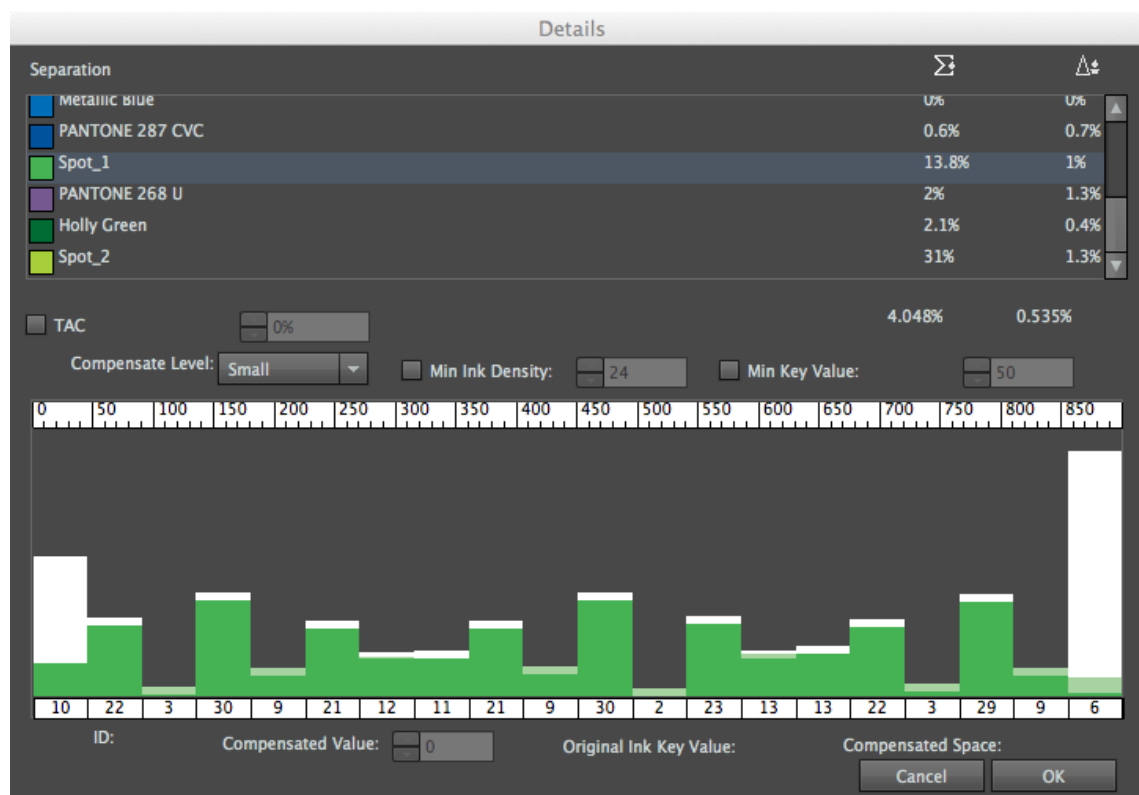 Details
Separation
Metallic Blue 0% 0%
PANTONE 287 CVC 0.6% 0.7%
Spot_1 13.8% 1%
PANTONE 268 U 2% 1.3%
Holly Green 2.1% 0.4%
Spot_2 31% 1.3%
TAC 0% 4.048% 0.535%
Compensate Level: Small Min Ink Density: 24 Min Key Value: 50
0 50 100 150 200 250 300 350 400 450 500 550 600 650 700 750 800 850
10 22 3 30 9 21 12 11 21 9 30 2 23 13 13 22 3 29 9 6
ID: Compensated Value: 0 Original Ink Key Value: Compensated Space:
Cancel OK